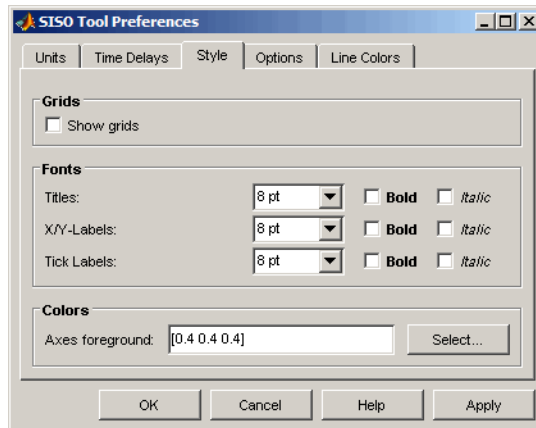 SISO Tool Preferences
Units Time Delays Style Options Line Colors
Grids
Show grids
Fonts
Titles: 8 pt Bold Italic
X/Y-Labels: 8 pt Bold Italic
Tick Labels: 8 pt Bold Italic
Colors
Axes foreground: [0.4 0.4 0.4] Select...
OK Cancel Help Apply